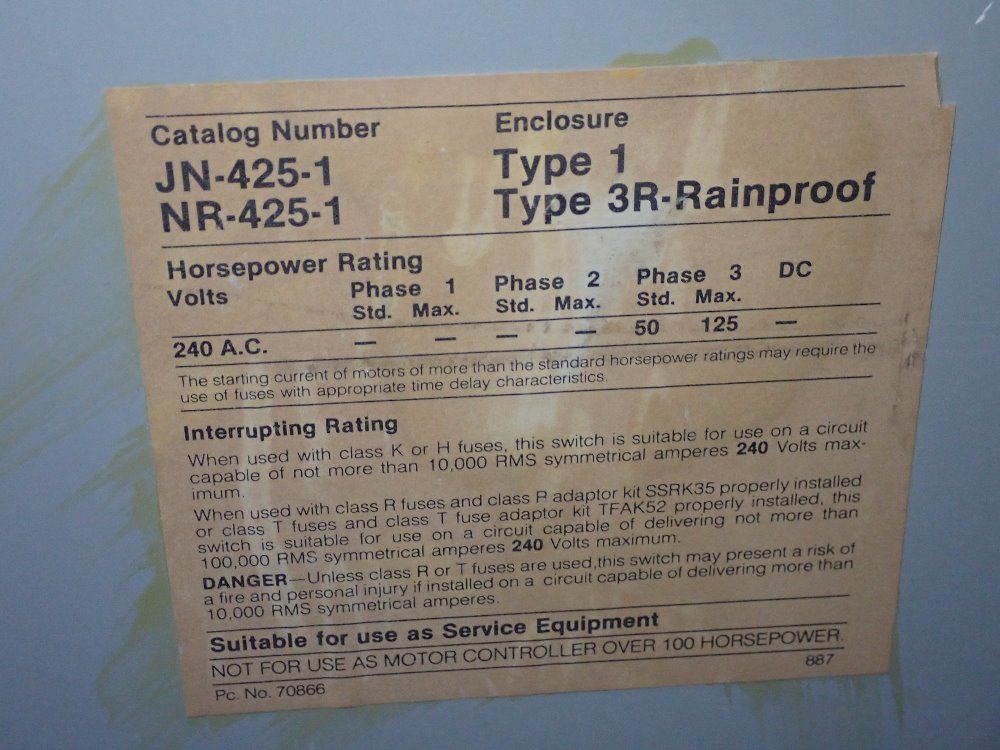 Catalog Number Enclosure
JN-425-1 Type 1
NR-425-1 Type 3R-Rainproof
Horsepower Rating
Volts Phase 1 Phase 2 Phase 3 DC
Std. Max. Std. Max. Std. Max.
240 A.C. — — — — 50 125 —
The starting current of motors of more than the standard horsepower ratings may require the
use of fuses with appropriate time delay characteristics.
Interrupting Rating
When used with class K or H fuses, this switch is suitable for use on a circuit
capable of not more than 10,000 RMS symmetrical amperes 240 Volts max-
imum.
When used with class R fuses and class R adaptor kit SSRK35 properly installed
or class T fuses and class T fuse adaptor kit TFAK52 properly installed, this
switch is suitable for use on a circuit capable of delivering not more than
100,000 RMS symmetrical amperes 240 Volts maximum.
DANGER—Unless class R or T fuses are used,this switch may present a risk of
a fire and personal injury if installed on a circuit capable of delivering more than
10,000 RMS symmetrical amperes.
Suitable for use as Service Equipment
NOT FOR USE AS MOTOR CONTROLLER OVER 100 HORSEPOWER.
Pc. No. 70866 887